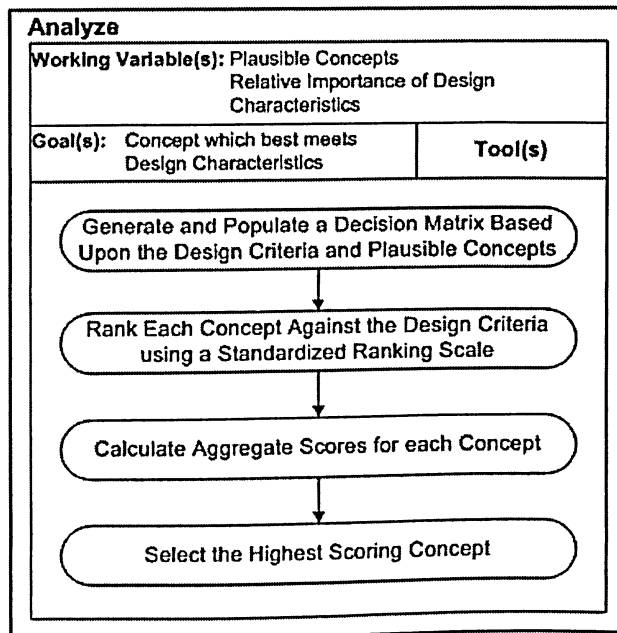 Analyze
Working Variable(s): Plausible Concepts
Relative Importance of Design
Characteristics
Goal(s): Concept which best meets
Design Characteristics
Tool(s)
Generate and Populate a Decision Matrix Based
Upon the Design Criteria and Plausible Concepts
Rank Each Concept Against the Design Criteria
using a Standardized Ranking Scale
Calculate Aggregate Scores for each Concept
Select the Highest Scoring Concept